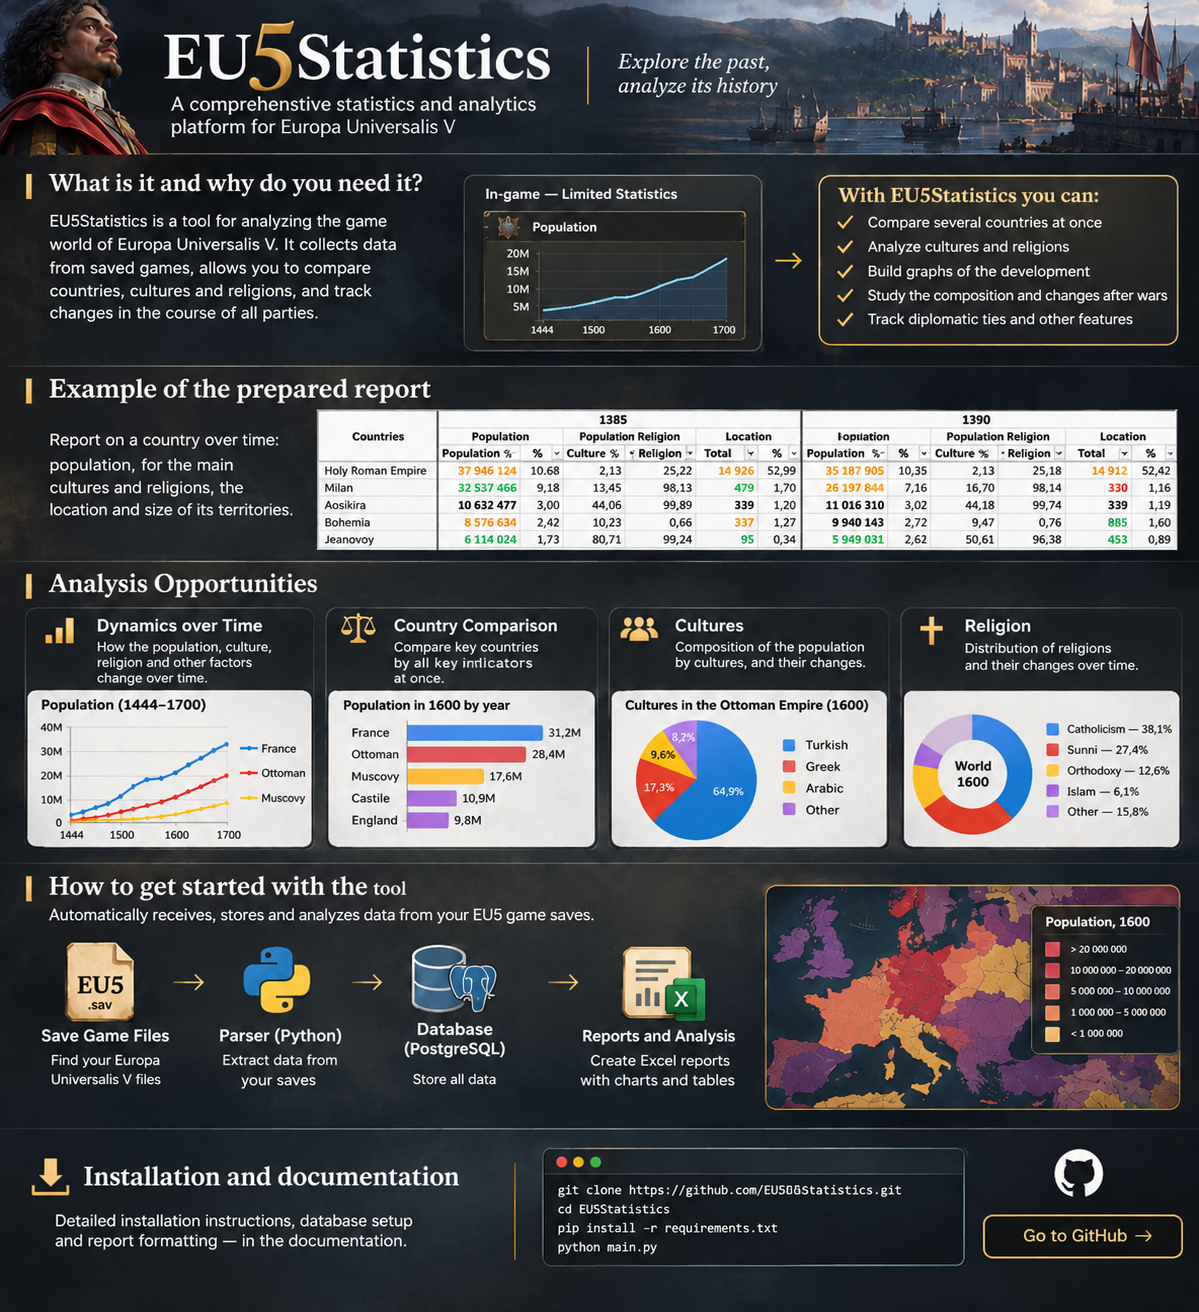 EU5Statistics
A comprehenstive statistics and analytics
platform for Europa Universalis V
Explore the past,
analyze its history
What is it and why do you need it?
EU5Statistics is a tool for analyzing the game
world of Europa Universalis V. It collects data
from saved games, allows you to compare
countries, cultures and religions, and track
changes in the course of all parties.
In-game — Limited Statistics
Population
20M
15M
10M
5M
1444 1500 1600 1700
With EU5Statistics you can:
Compare several countries at once
Analyze cultures and religions
Build graphs of the development
Study the composition and changes after wars
Track diplomatic ties and other features
Example of the prepared report
Report on a country over time:
population, for the main
cultures and religions, the
location and size of its territories.
Countries 1385 1390
Population Population Religion Location Population Population Religion Location
Population % % Culture % Religion Total % Population % % Culture % Religion Total %
Holy Roman Empire 37 946 124 10.68 2,13 25,22 14 926 52,99 35 187 905 10,35 2,13 25,18 14 912 52,42
Milan 32 537 466 9,18 13,45 98,13 479 1,70 26 197 844 7,16 16,70 98,14 330 1,16
Aosikira 10 632 477 3,00 44,06 99,89 339 1,20 11 016 310 3,02 44,18 99,74 339 1,19
Bohemia 8 576 634 2,42 10,23 0,66 337 1,27 9 940 143 2,72 9,47 0,76 885 1,60
Jeanovoy 6 114 024 1,73 80,71 99,24 95 0,34 5 949 031 2,62 50,61 96,38 453 0,89
Analysis Opportunities
Dynamics over Time
How the population, culture,
religion and other factors
change over time.
Population (1444–1700)
40M
30M
20M
10M
0
1444 1500 1600 1700
France
Ottoman
Muscovy
Country Comparison
Compare key countries
by all key indicators
at once.
Population in 1600 by year
France 31,2M
Ottoman 28,4M
Muscovy 17,6M
Castile 10,9M
England 9,8M
Cultures
Composition of the population
by cultures, and their changes.
Cultures in the Ottoman Empire (1600)
8,2%
9,6%
17,3%
64,9%
Turkish
Greek
Arabic
Other
Religion
Distribution of religions
and their changes over time.
World
1600
Catholicism — 38,1%
Sunni — 27,4%
Orthodoxy — 12,6%
Islam — 6,1%
Other — 15,8%
How to get started with the tool
Automatically receives, stores and analyzes data from your EU5 game saves.
EU5
.sav
Save Game Files
Find your Europa
Universalis V files
Parser (Python)
Extract data from
your saves
Database
(PostgreSQL)
Store all data
X
Reports and Analysis
Create Excel reports
with charts and tables
Population, 1600
> 20 000 000
10 000 000 – 20 000 000
5 000 000 – 10 000 000
1 000 000 – 5 000 000
< 1 000 000
Installation and documentation
Detailed installation instructions, database setup
and report formatting — in the documentation.
git clone https://github.com/EU5Statistics.git
cd EU5Statistics
pip install -r requirements.txt
python main.py
Go to GitHub →